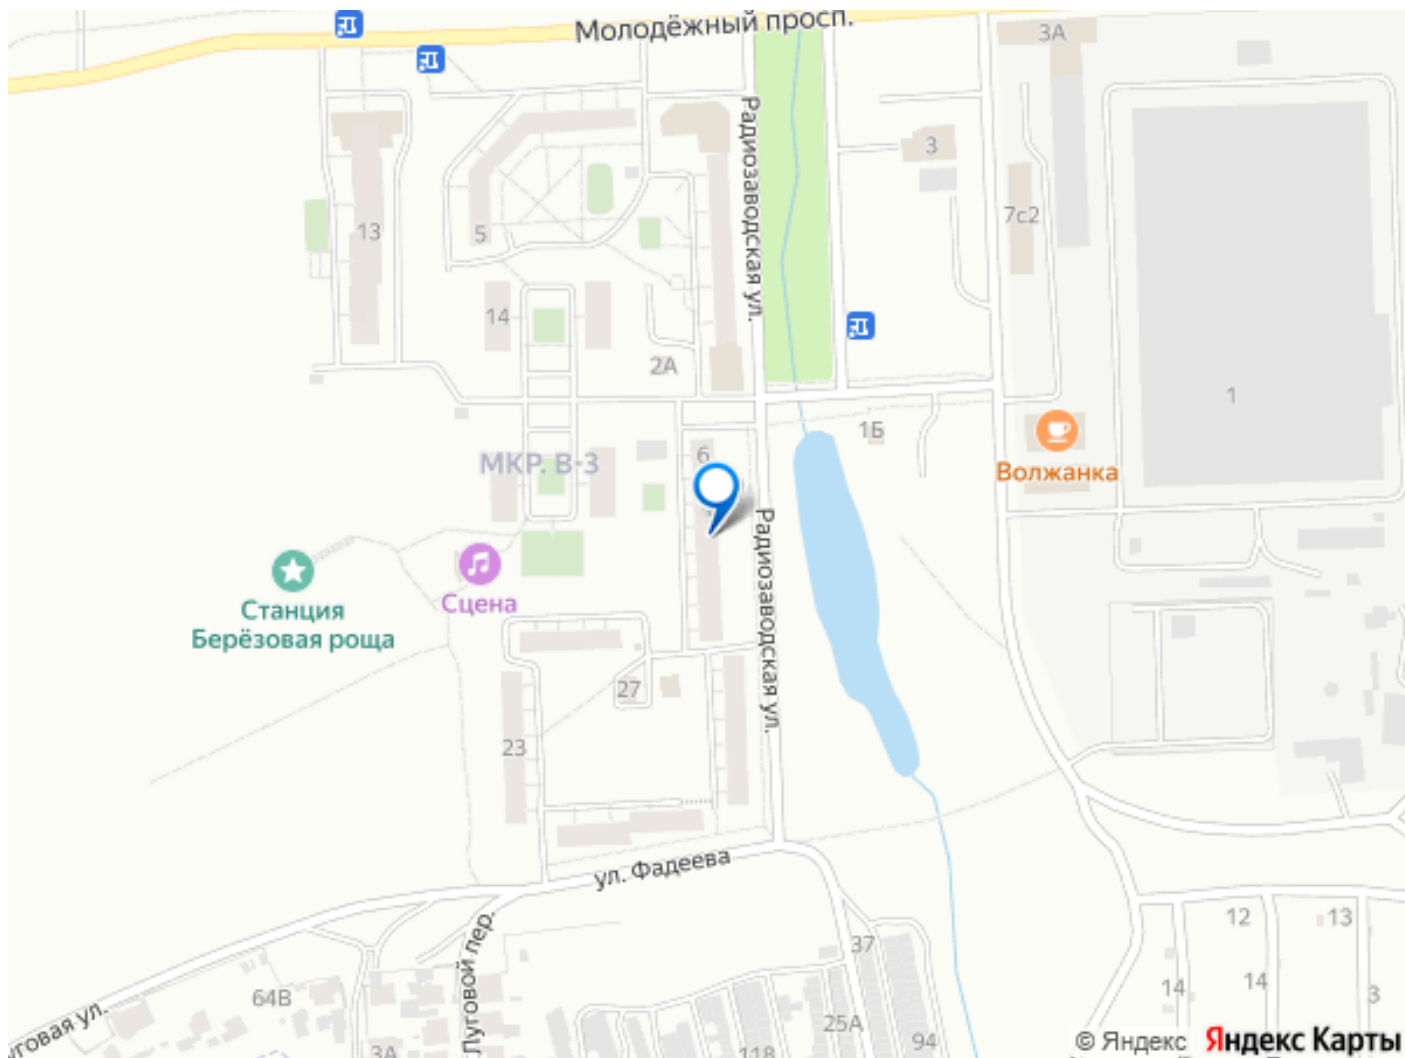 Молодёжный просп.
3А
Радиозаводская ул.
3
7с2
13
5
14
2А
1
1Б
6
МКР. В-3
Волжанка
Радиозаводская ул.
Станция
Берёзовая роща
Сцена
27
23
ул. Фадеева
Луговой пер.
12
13
37
64В
14
14
3
уговая ул.
25А
94
3А
118
© Яндекс Яндекс Карты